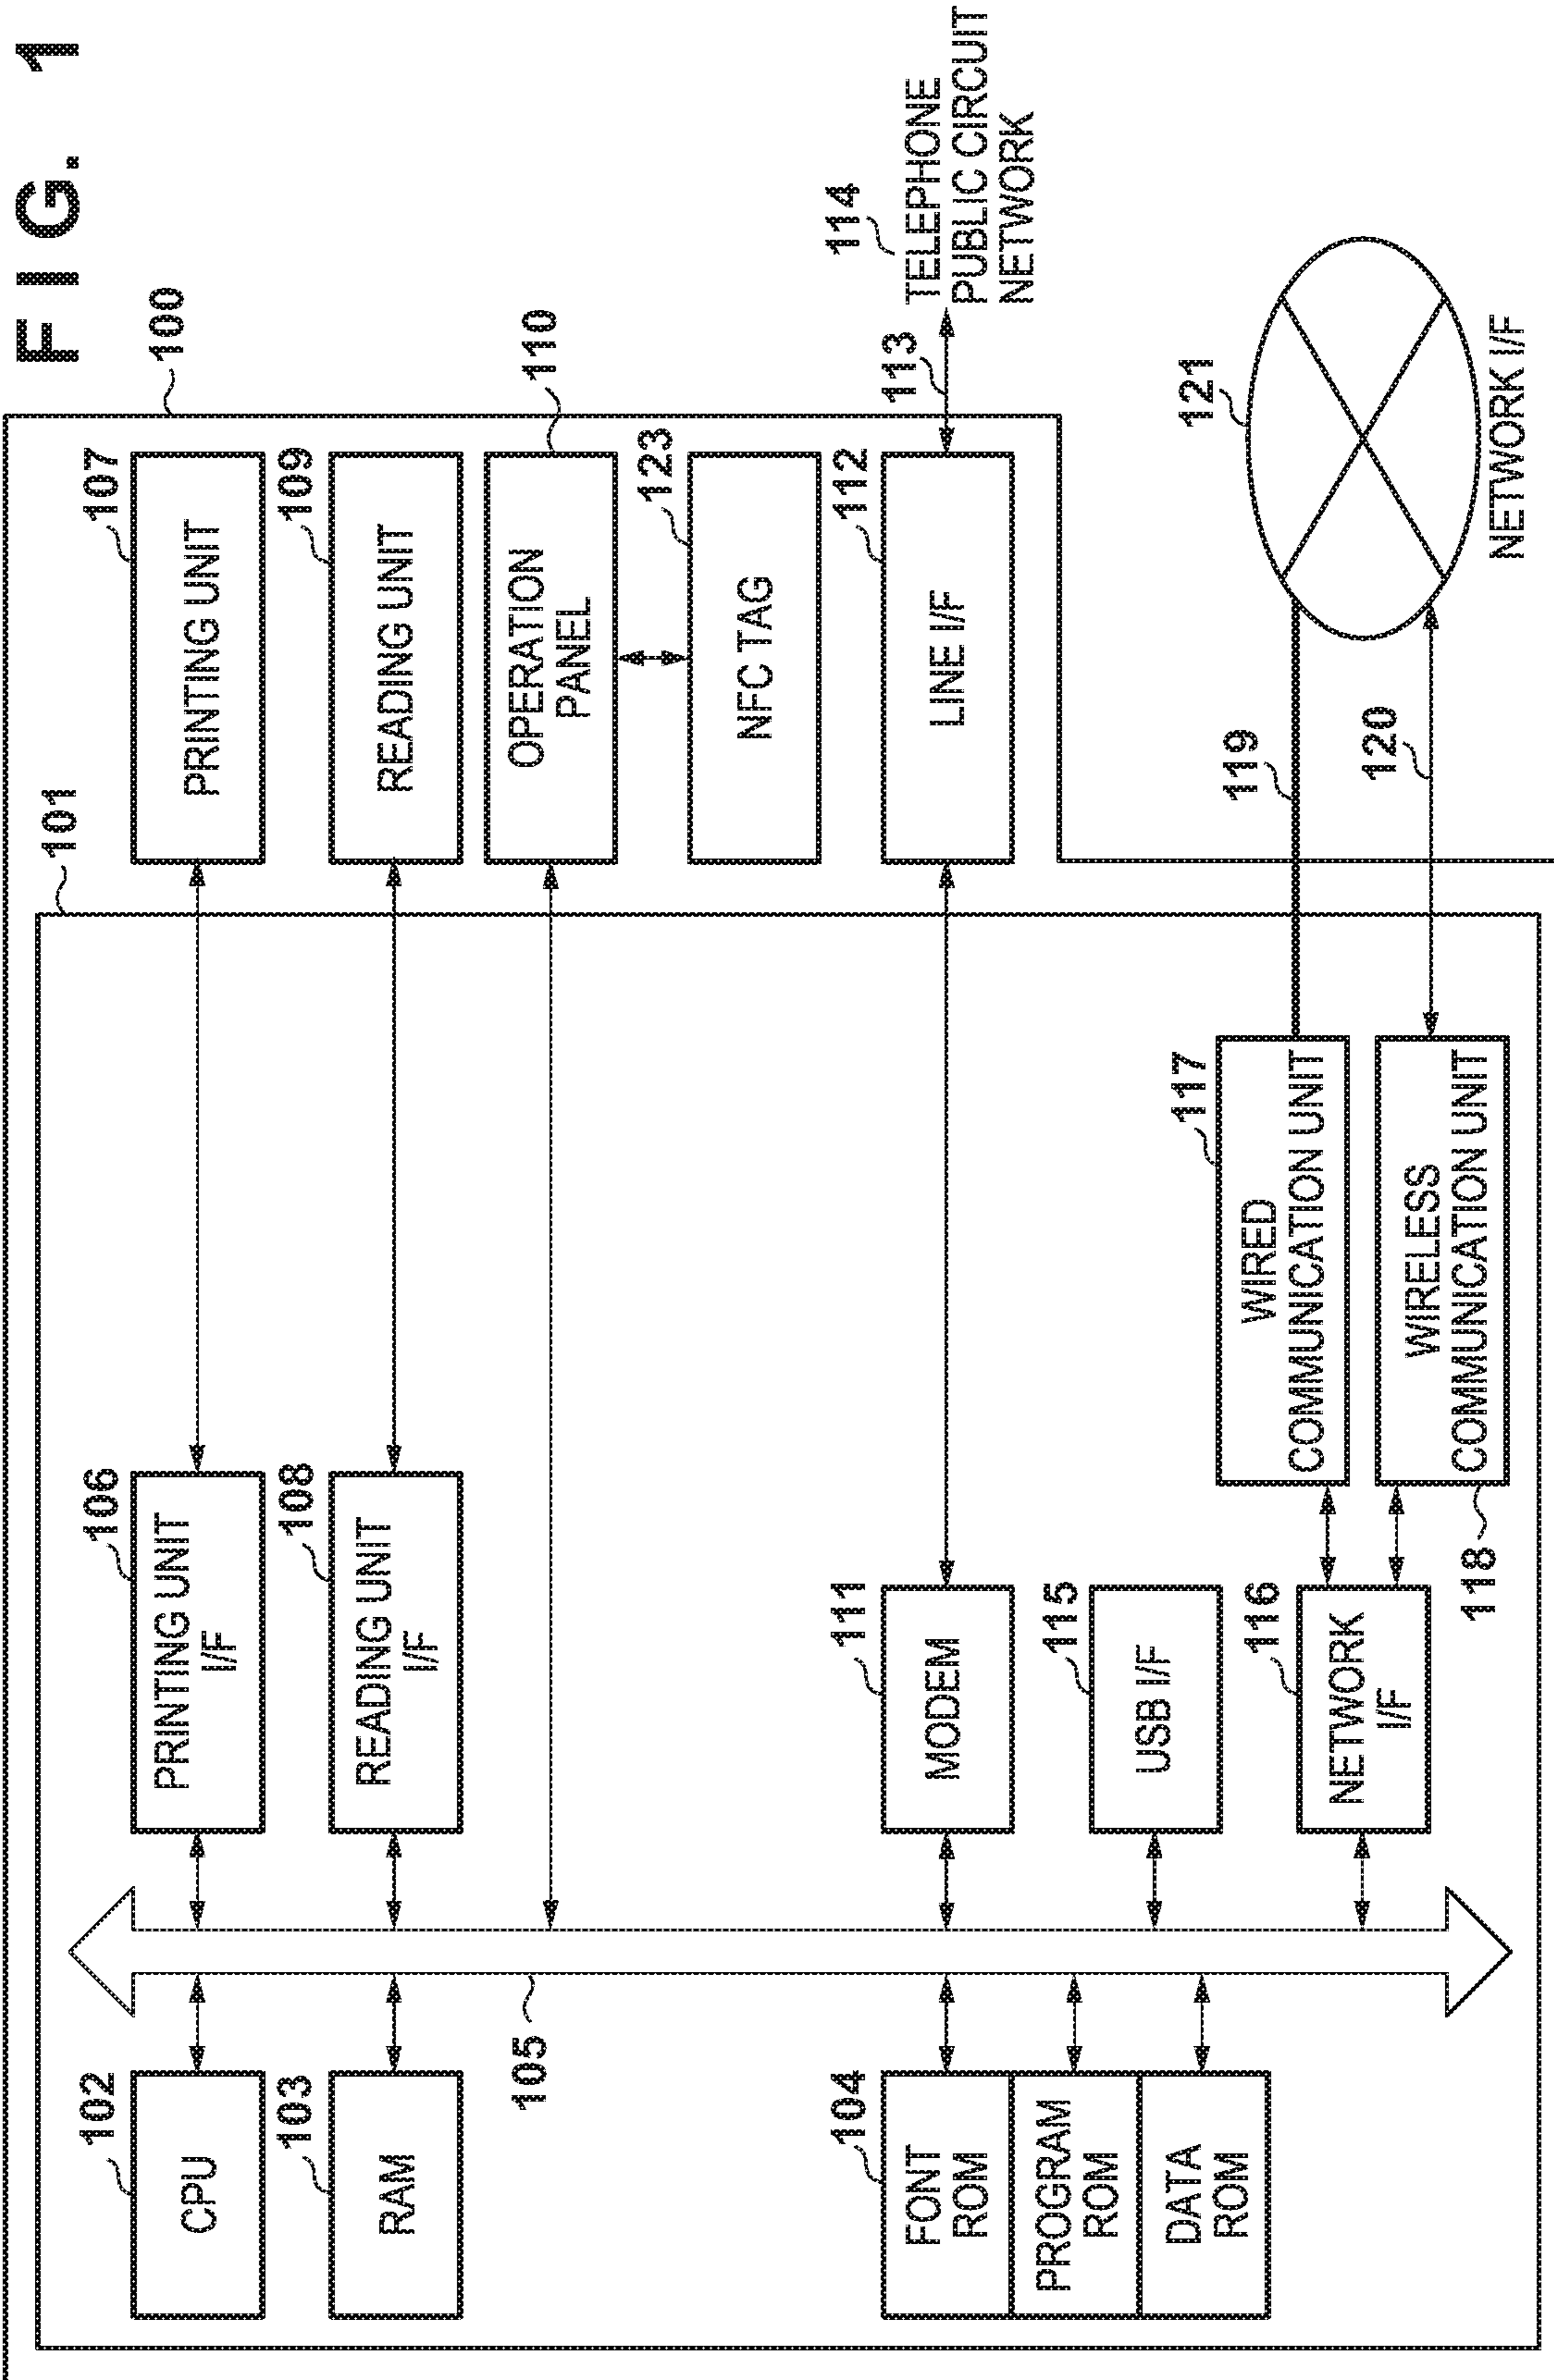 FIG. 1
100
101
102
CPU
106
PRINTING UNIT
I/F
107
PRINTING UNIT
103
RAM
108
READING UNIT
I/F
109
READING UNIT
105
110
OPERATION
PANEL
123
NFC TAG
104
FONT
ROM
PROGRAM
ROM
DATA
ROM
111
MODEM
112
LINE I/F
113
114
TELEPHONE
PUBLIC CIRCUIT
NETWORK
115
USB I/F
116
NETWORK
I/F
117
WIRED
COMMUNICATION UNIT
118
WIRELESS
COMMUNICATION UNIT
119
120
121
NETWORK I/F